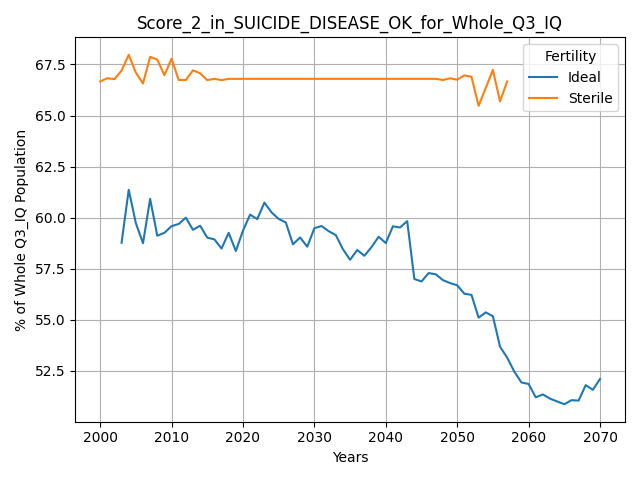 Score_2_in_SUICIDE_DISEASE_OK_for_Whole_Q3_IQ
Fertility
Ideal
Sterile
% of Whole Q3_IQ Population
67.5
65.0
62.5
60.0
57.5
55.0
52.5
2000 2010 2020 2030 2040 2050 2060 2070
Years